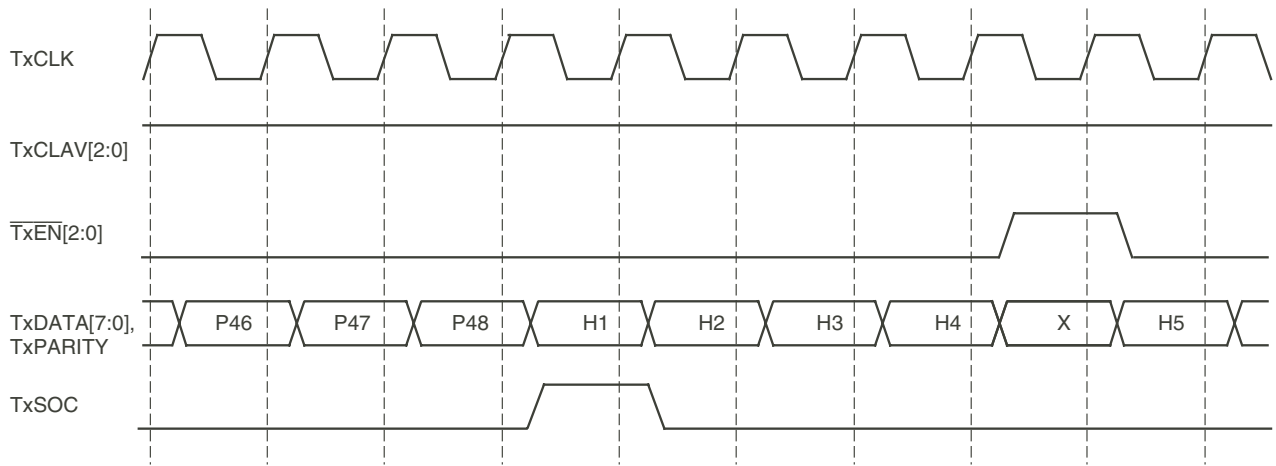 TxCLK
TxCLAV[2:0]
T̅x̅E̅N̅[2:0]
TxDATA[7:0],
TxPARITY
P46 P47 P48 H1 H2 H3 H4 X H5
TxSOC